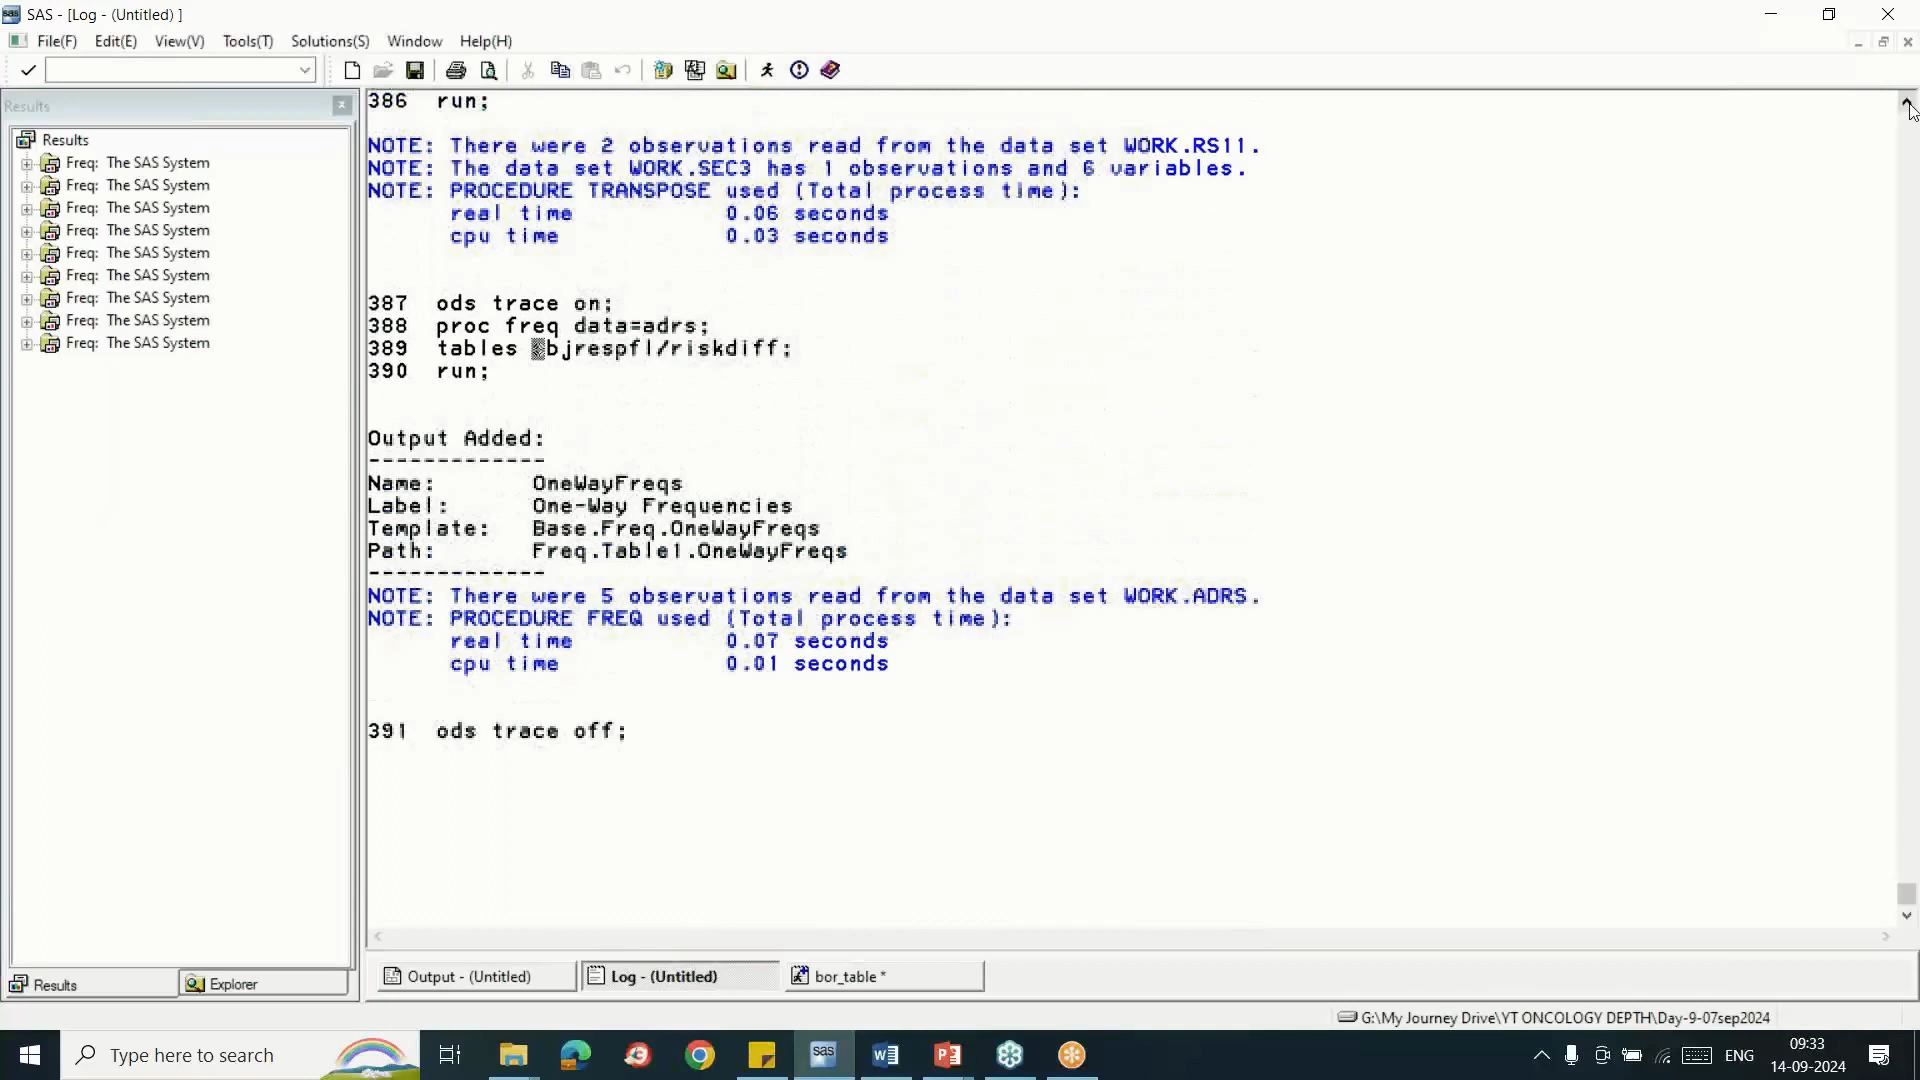 SAS - [Log - (Untitled) ]
File(F) Edit(E) View(V) Tools(T) Solutions(S) Window Help(H)
Results
Results
Freq: The SAS System
Freq: The SAS System
Freq: The SAS System
Freq: The SAS System
Freq: The SAS System
Freq: The SAS System
Freq: The SAS System
Freq: The SAS System
Freq: The SAS System
386 run;
NOTE: There were 2 observations read from the data set WORK.RS11.
NOTE: The data set WORK.SEC3 has 1 observations and 6 variables.
NOTE: PROCEDURE TRANSPOSE used (Total process time):
real time 0.06 seconds
cpu time 0.03 seconds
387 ods trace on;
388 proc freq data=adrs;
389 tables bjrespfl/riskdiff;
390 run;
Output Added:
-------------
Name: OneWayFreqs
Label: One-Way Frequencies
Template: Base.Freq.OneWayFreqs
Path: Freq.Table1.OneWayFreqs
-------------
NOTE: There were 5 observations read from the data set WORK.ADRS.
NOTE: PROCEDURE FREQ used (Total process time):
real time 0.07 seconds
cpu time 0.01 seconds
391 ods trace off;
Results Explorer
Output - (Untitled) Log - (Untitled) bor_table *
G:\My Journey Drive\YT ONCOLOGY DEPTH\Day-9-07sep2024
Type here to search
ENG
09:33
14-09-2024